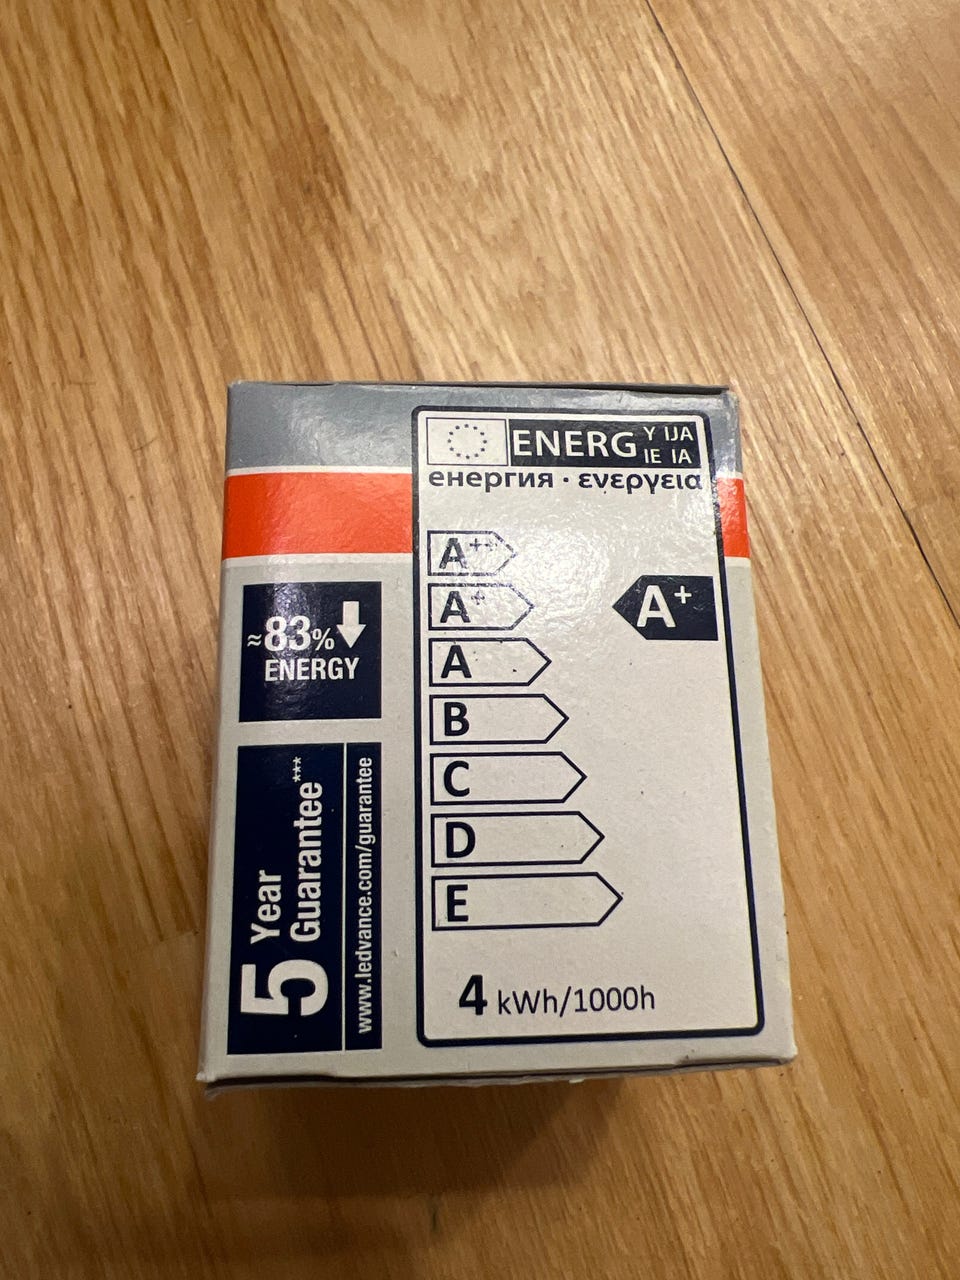 ENERG
Y IJA
IE IA
енергия · ενεργεια
A++
A+
A
B
C
D
E
A+
4 kWh/1000h
≈83%
ENERGY
5 Year
Guarantee***
www.ledvance.com/guarantee